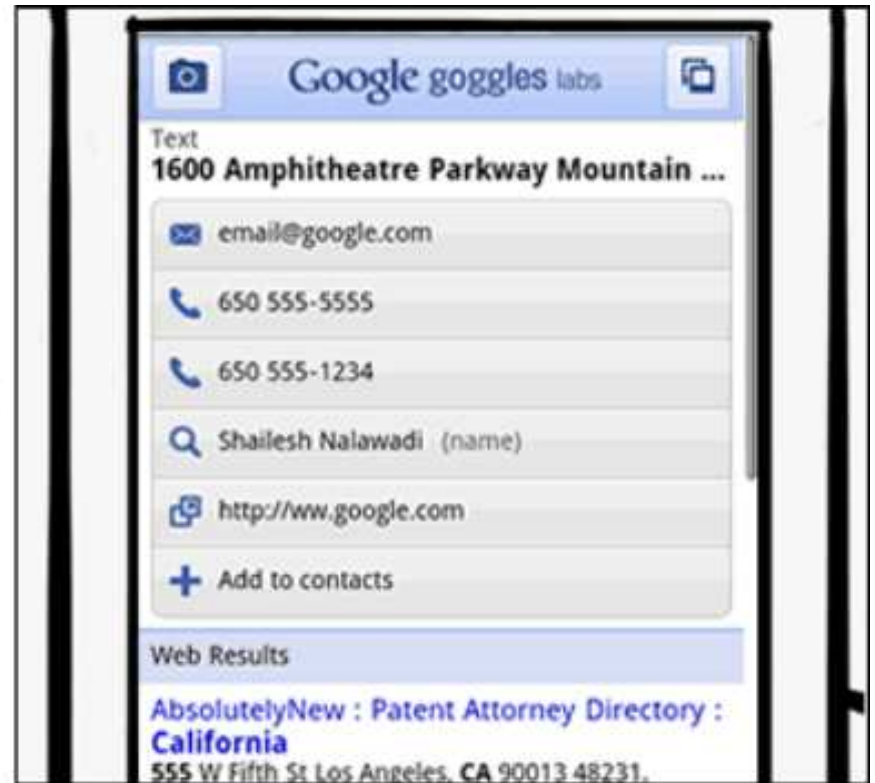 Google goggles labs
Text
1600 Amphitheatre Parkway Mountain ...
email@google.com
650 555-5555
650 555-1234
Shailesh Nalawadi (name)
http://ww.google.com
Add to contacts
Web Results
AbsolutelyNew : Patent Attorney Directory :
California
555 W Fifth St Los Angeles, CA 90013 48231,